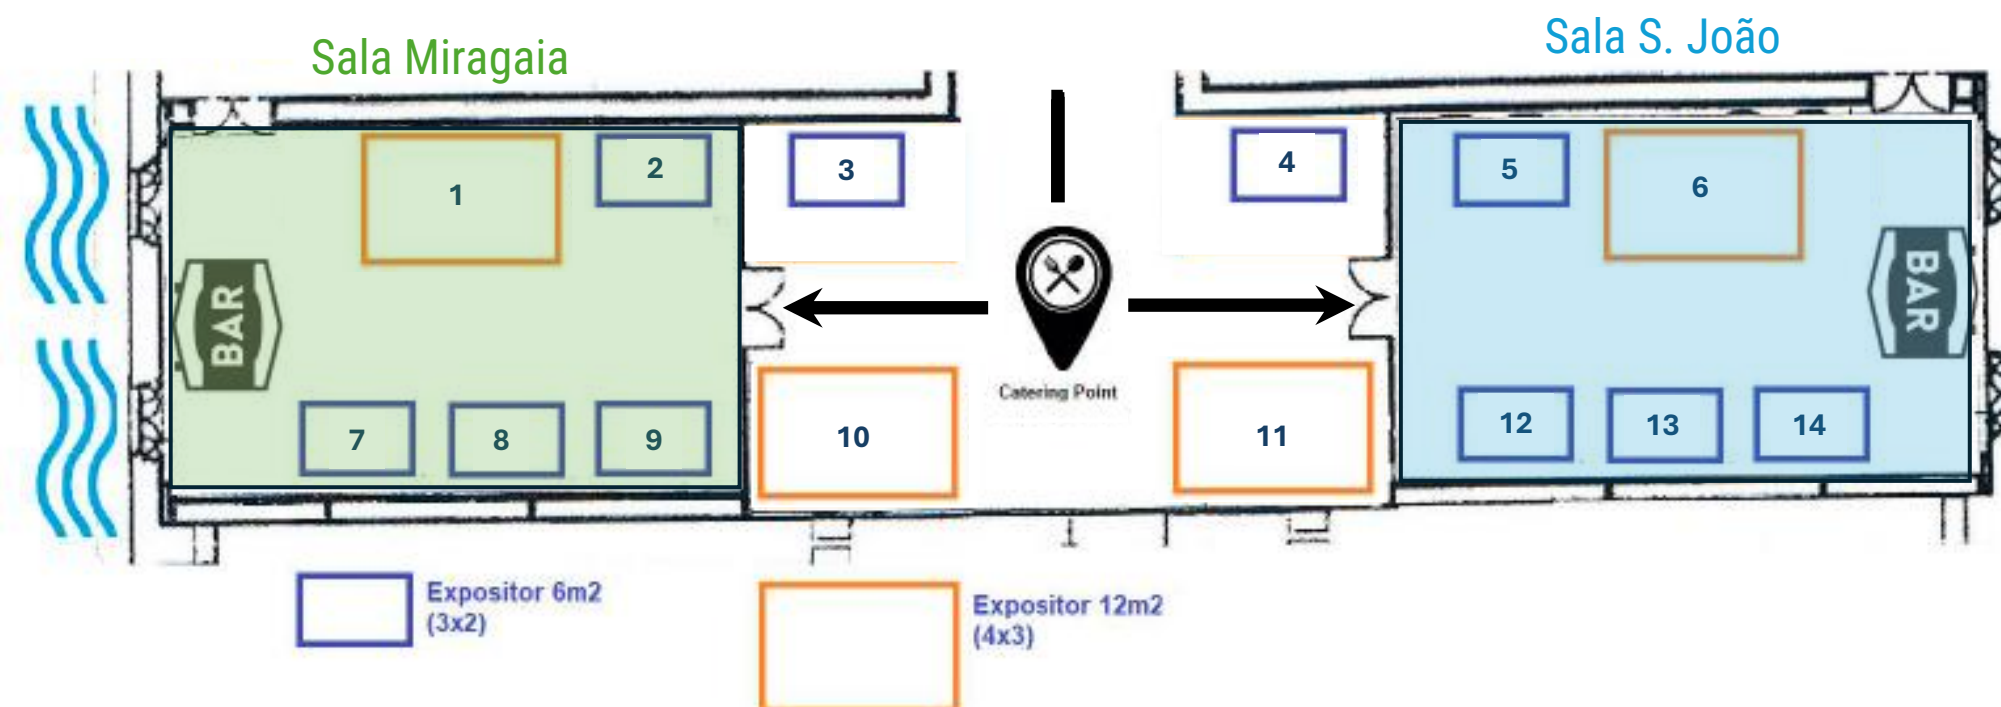 Sala Miragaia
Sala S. João
1
2
3
4
5
6
BAR
BAR
Catering Point
7
8
9
10
11
12
13
14
Expositor 6m2
(3x2)
Expositor 12m2
(4x3)